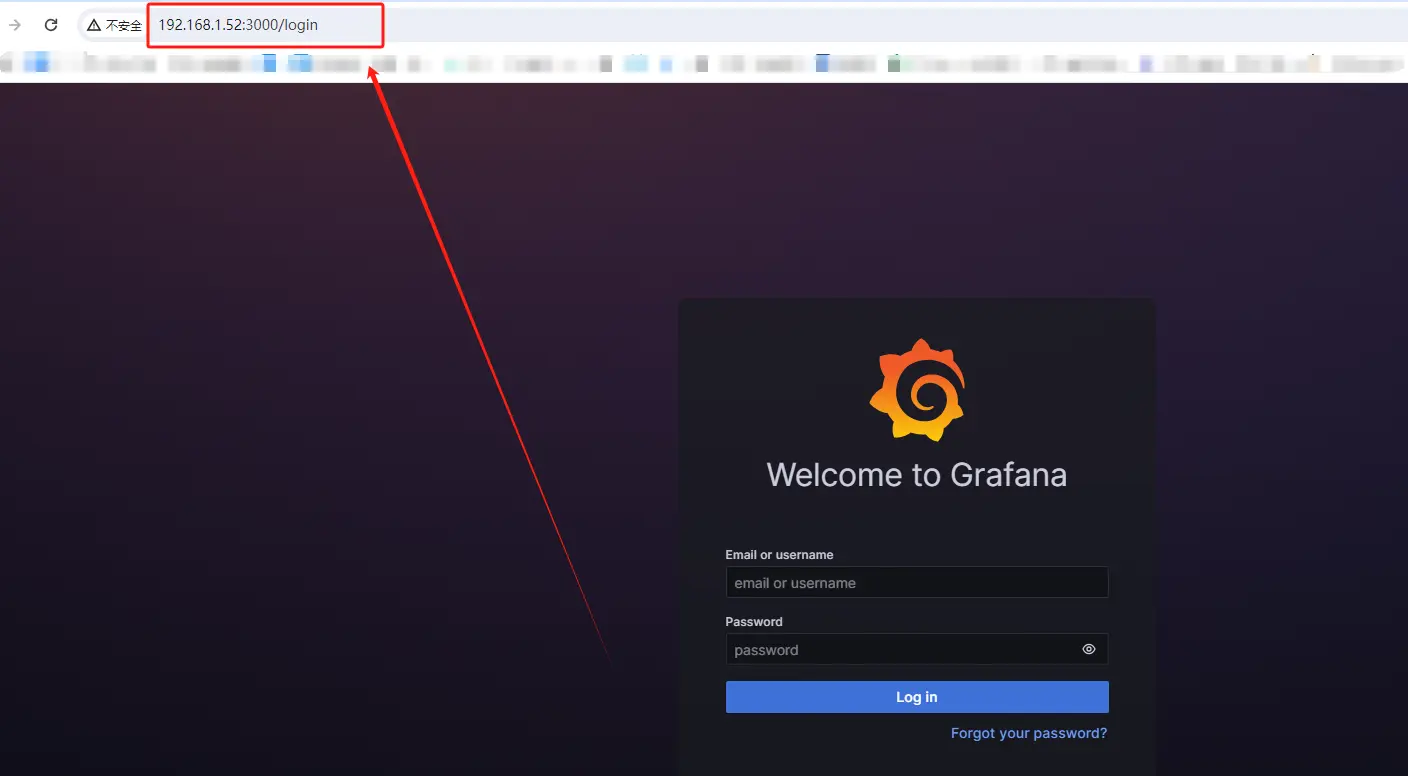 不安全 192.168.1.52:3000/login
Welcome to Grafana
Email or username
email or username
Password
password
Log in
Forgot your password?